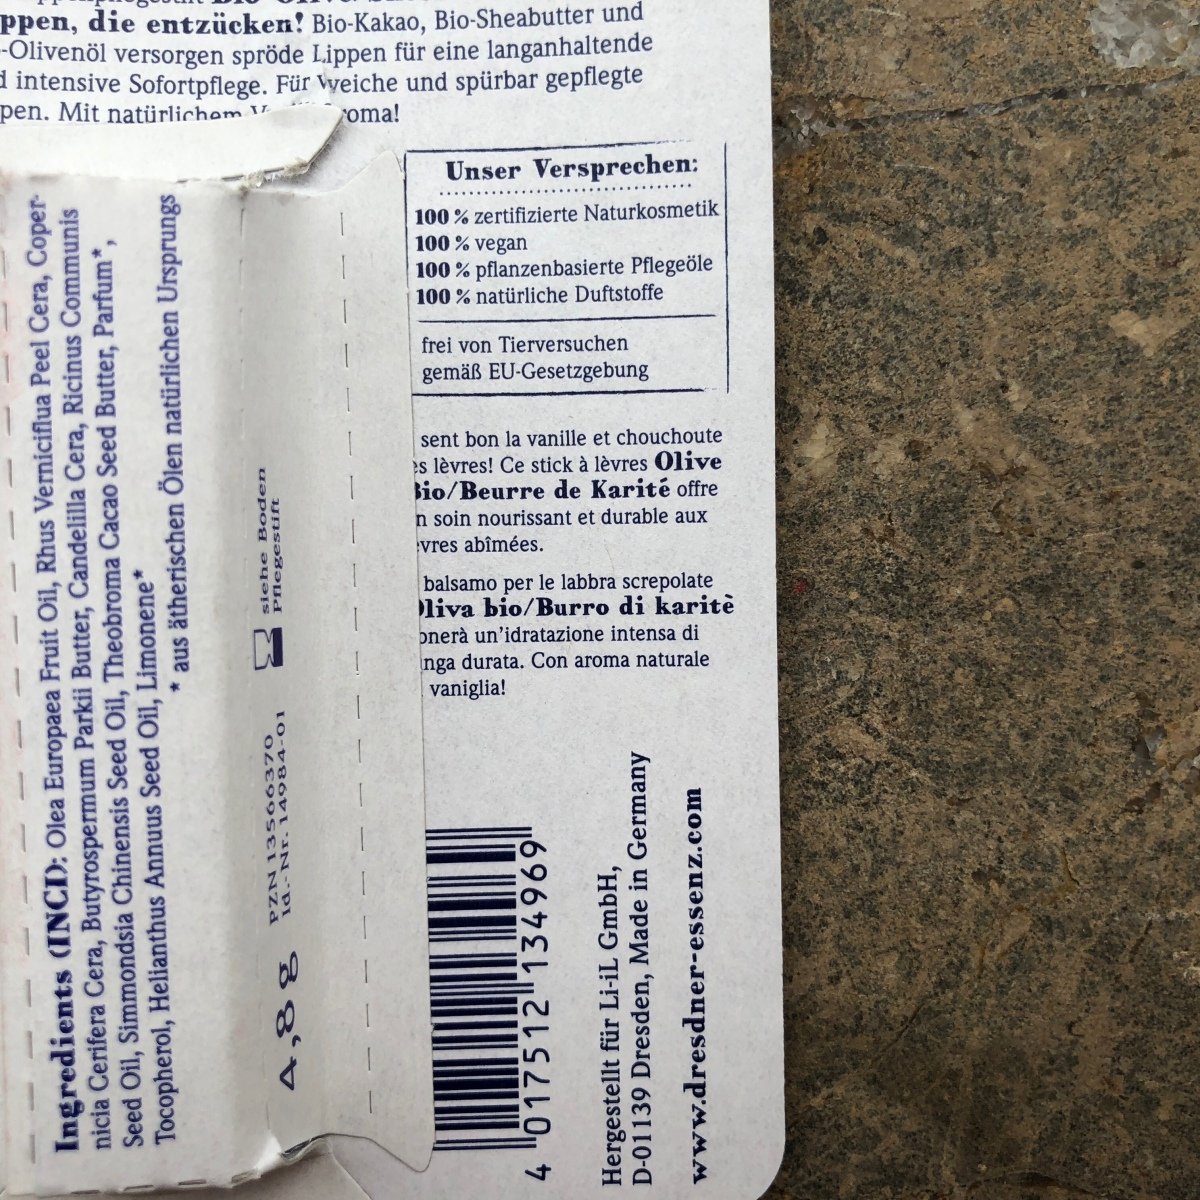 ppen, die entzücken! Bio-Kakao, Bio-Sheabutter und
-Olivenöl versorgen spröde Lippen für eine langanhaltende
d intensive Sofortpflege. Für weiche und spürbar gepflegte
pen. Mit natürlichem V roma!
Unser Versprechen:
100 % zertifizierte Naturkosmetik
100 % vegan
100 % pflanzenbasierte Pflegeöle
100 % natürliche Duftstoffe
frei von Tierversuchen
gemäß EU-Gesetzgebung
sent bon la vanille et chouchoute
es lèvres! Ce stick à lèvres Olive
Bio/Beurre de Karité offre
n soin nourissant et durable aux
èvres abîmées.
balsamo per le labbra screpolate
Oliva bio/Burro di karitè
onerà un'idratazione intensa di
nga durata. Con aroma naturale
vaniglia!
Ingredients (INCI): Olea Europaea Fruit Oil, Rhus Verniciflua Peel Cera, Coper-
nicia Cerifera Cera, Butyrospermum Parkii Butter, Candelilla Cera, Ricinus Communis
Seed Oil, Simmondsia Chinensis Seed Oil, Theobroma Cacao Seed Butter, Parfum*,
Tocopherol, Helianthus Annuus Seed Oil, Limonene*
* aus ätherischen Ölen natürlichen Ursprungs
siehe Boden
Pflegestift
PZN 13566370
Id.-Nr. 14984-01
4,8 g
4 017512 134969
Hergestellt für Li-iL GmbH,
D-01139 Dresden, Made in Germany
www.dresdner-essenz.com